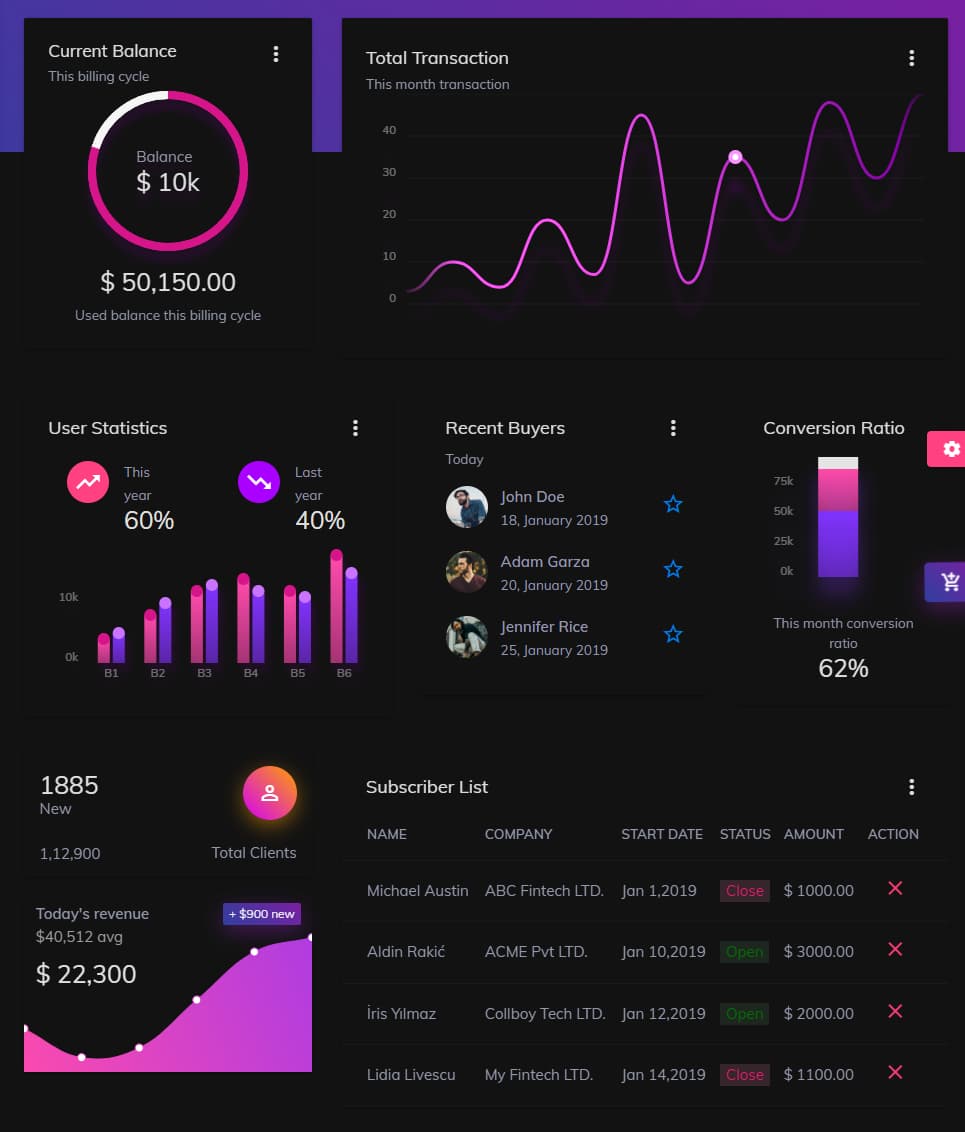 Current Balance
This billing cycle
Balance
$ 10k
$ 50,150.00
Used balance this billing cycle
Total Transaction
This month transaction
40
30
20
10
0
User Statistics
This
year
60%
Last
year
40%
10k
0k
B1 B2 B3 B4 B5 B6
Recent Buyers
Today
John Doe
18, January 2019
Adam Garza
20, January 2019
Jennifer Rice
25, January 2019
Conversion Ratio
75k
50k
25k
0k
This month conversion
ratio
62%
1885
New
1,12,900 Total Clients
Today's revenue
$40,512 avg
+ $900 new
$ 22,300
Subscriber List
NAME COMPANY START DATE STATUS AMOUNT ACTION
Michael Austin ABC Fintech LTD. Jan 1,2019 Close $ 1000.00
Aldin Rakić ACME Pvt LTD. Jan 10,2019 Open $ 3000.00
İris Yılmaz Collboy Tech LTD. Jan 12,2019 Open $ 2000.00
Lidia Livescu My Fintech LTD. Jan 14,2019 Close $ 1100.00